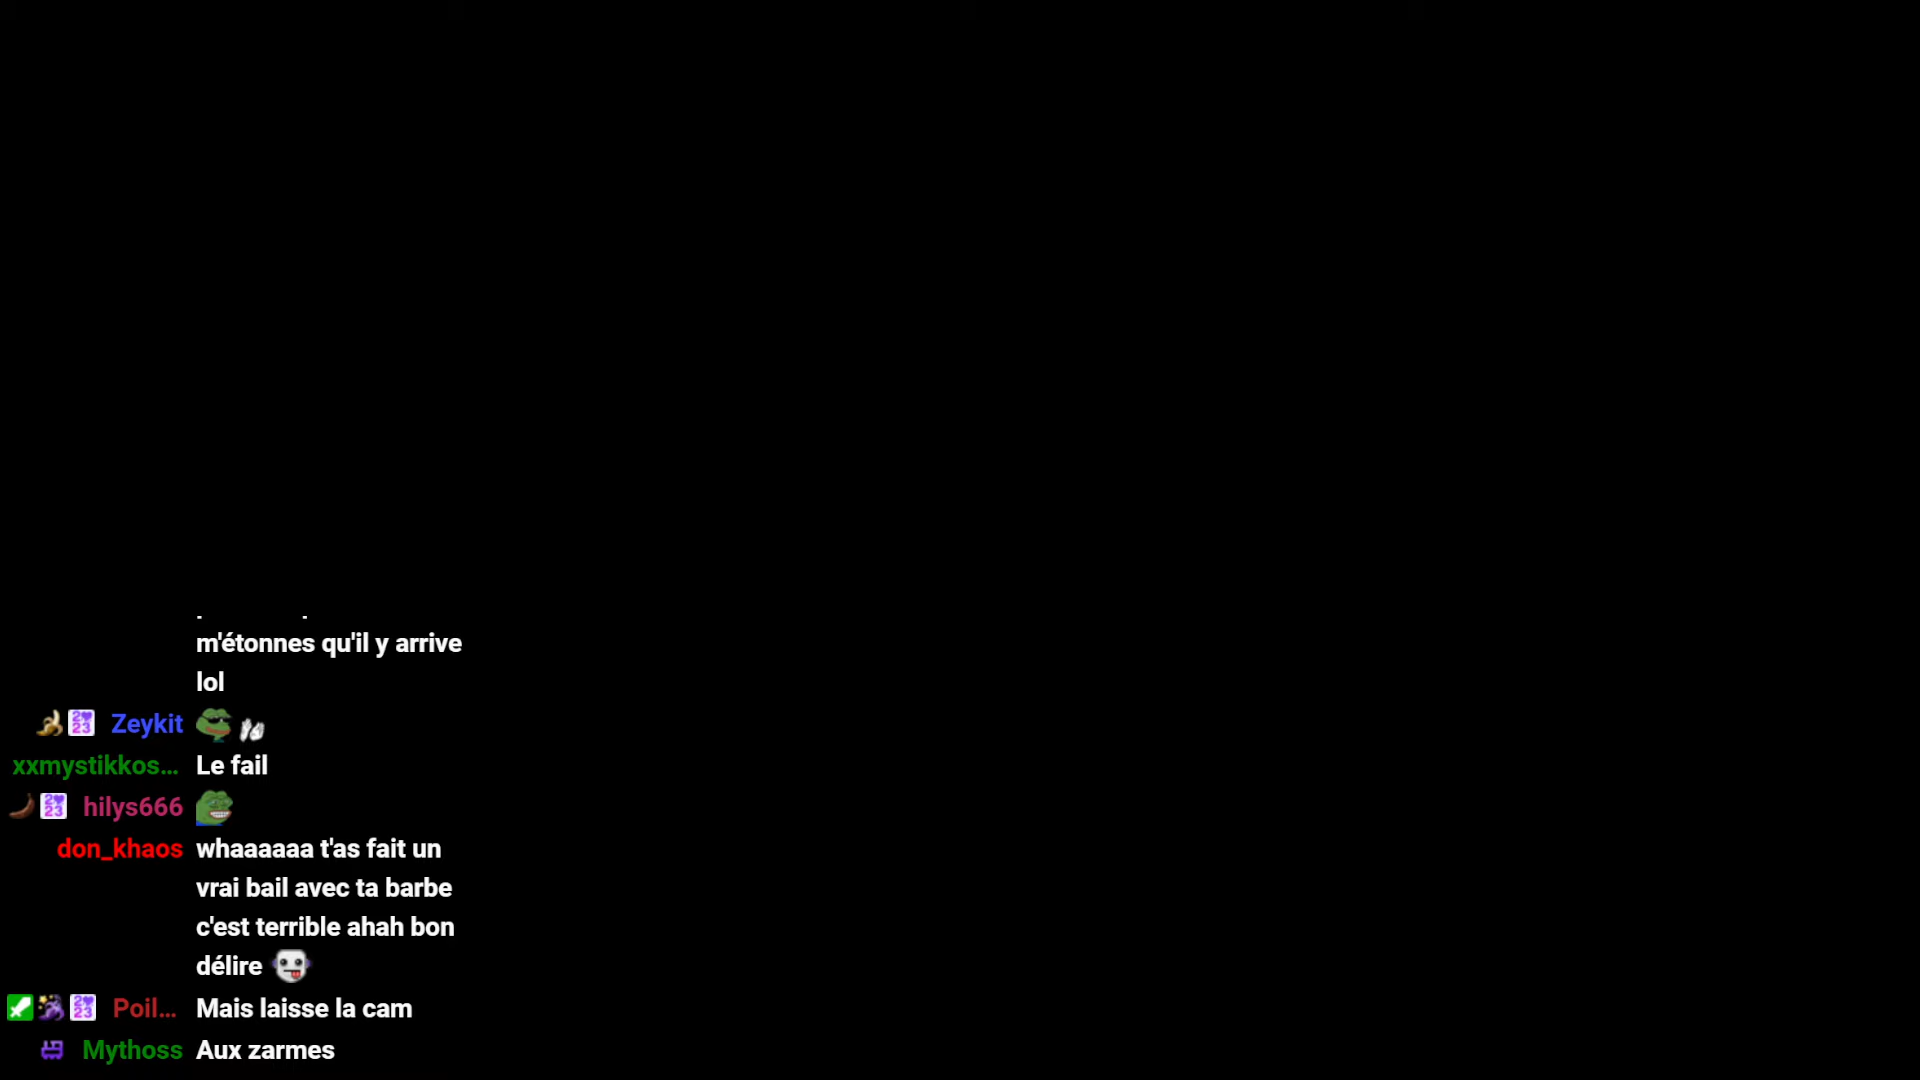 m'étonnes qu'il y arrive
lol
Zeykit
xxmystikkos... Le fail
hilys666
don_khaos whaaaaaa t'as fait un
vrai bail avec ta barbe
c'est terrible ahah bon
délire
Poil... Mais laisse la cam
Mythoss Aux zarmes